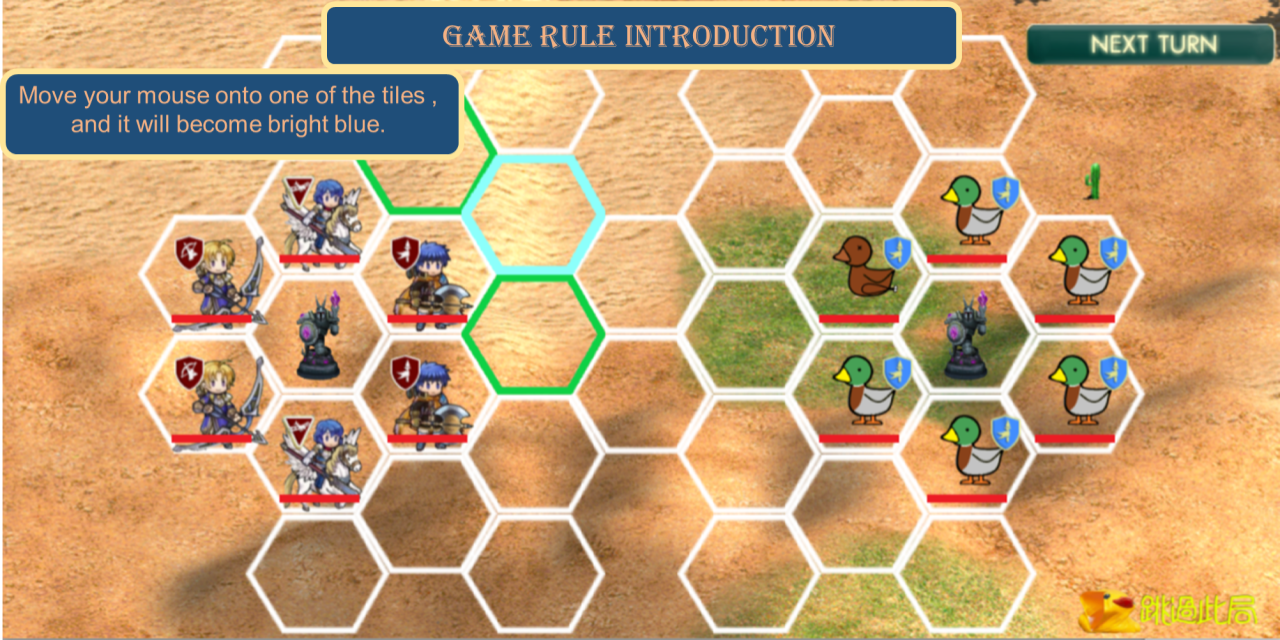 GAME RULE INTRODUCTION
NEXT TURN
Move your mouse onto one of the tiles ,
and it will become bright blue.
跳過此局